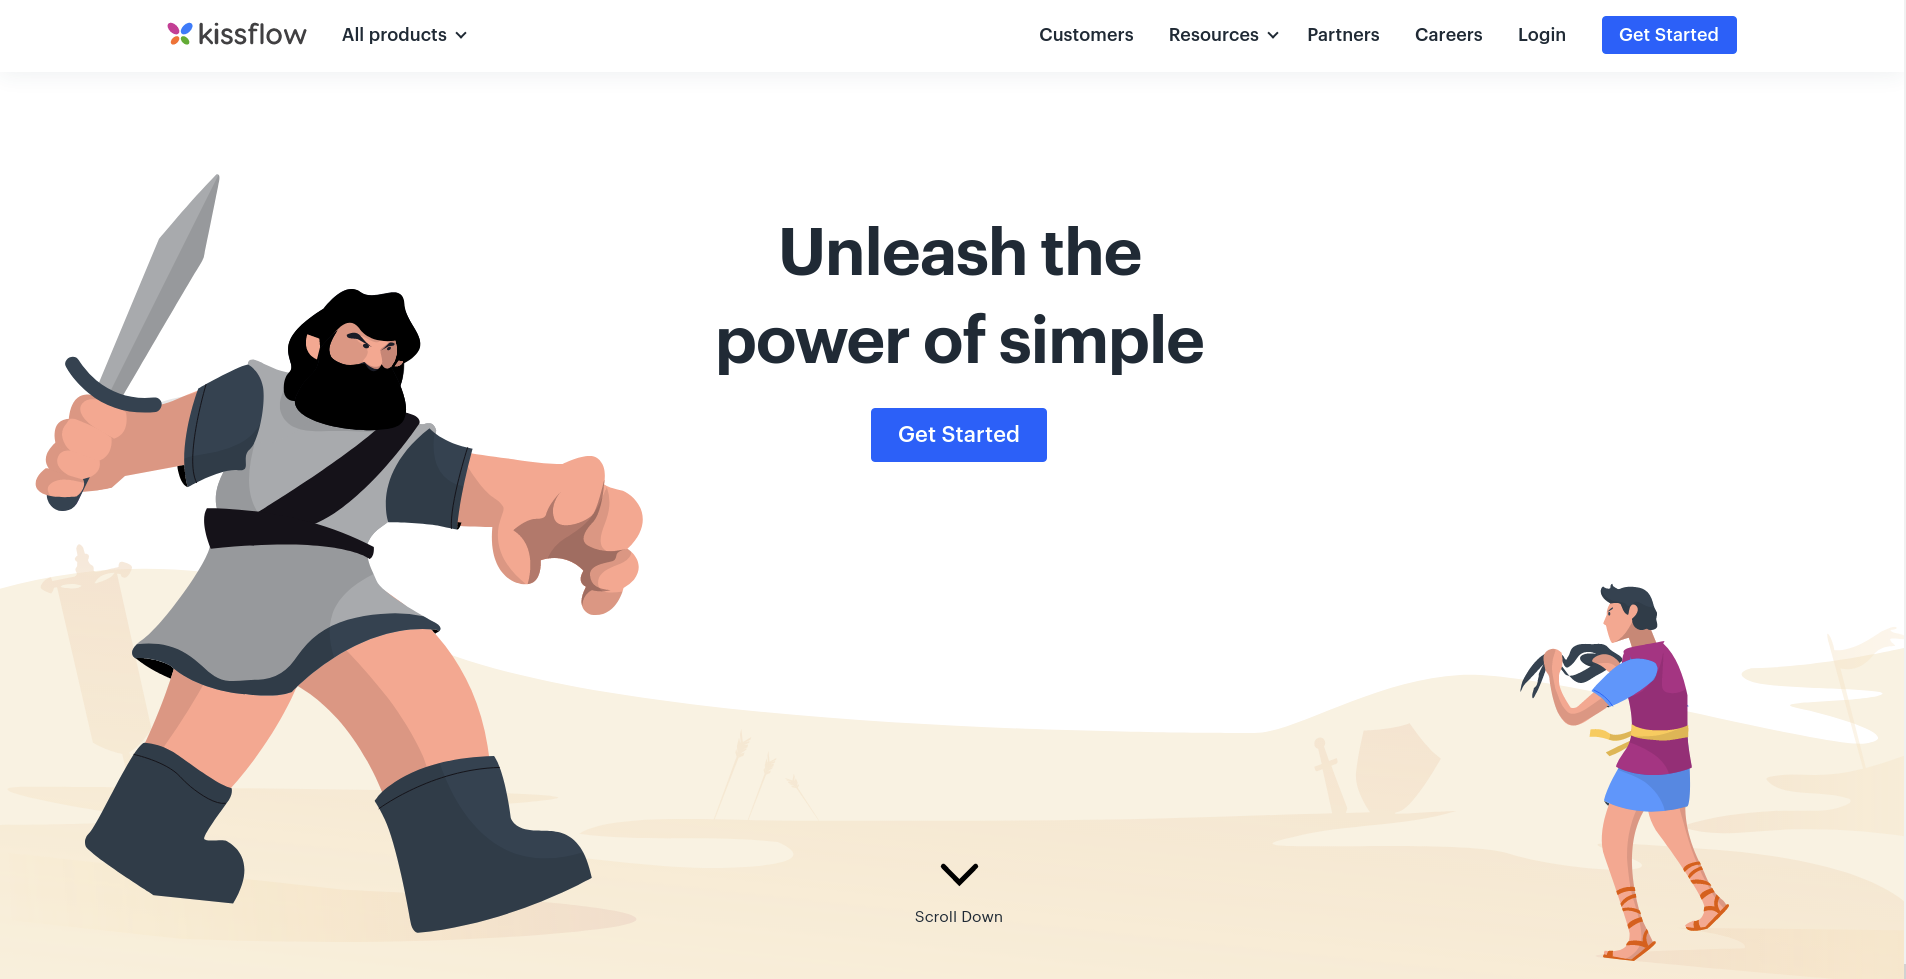 kissflow
All products
Customers
Resources
Partners
Careers
Login
Get Started
Unleash the
power of simple
Get Started
Scroll Down